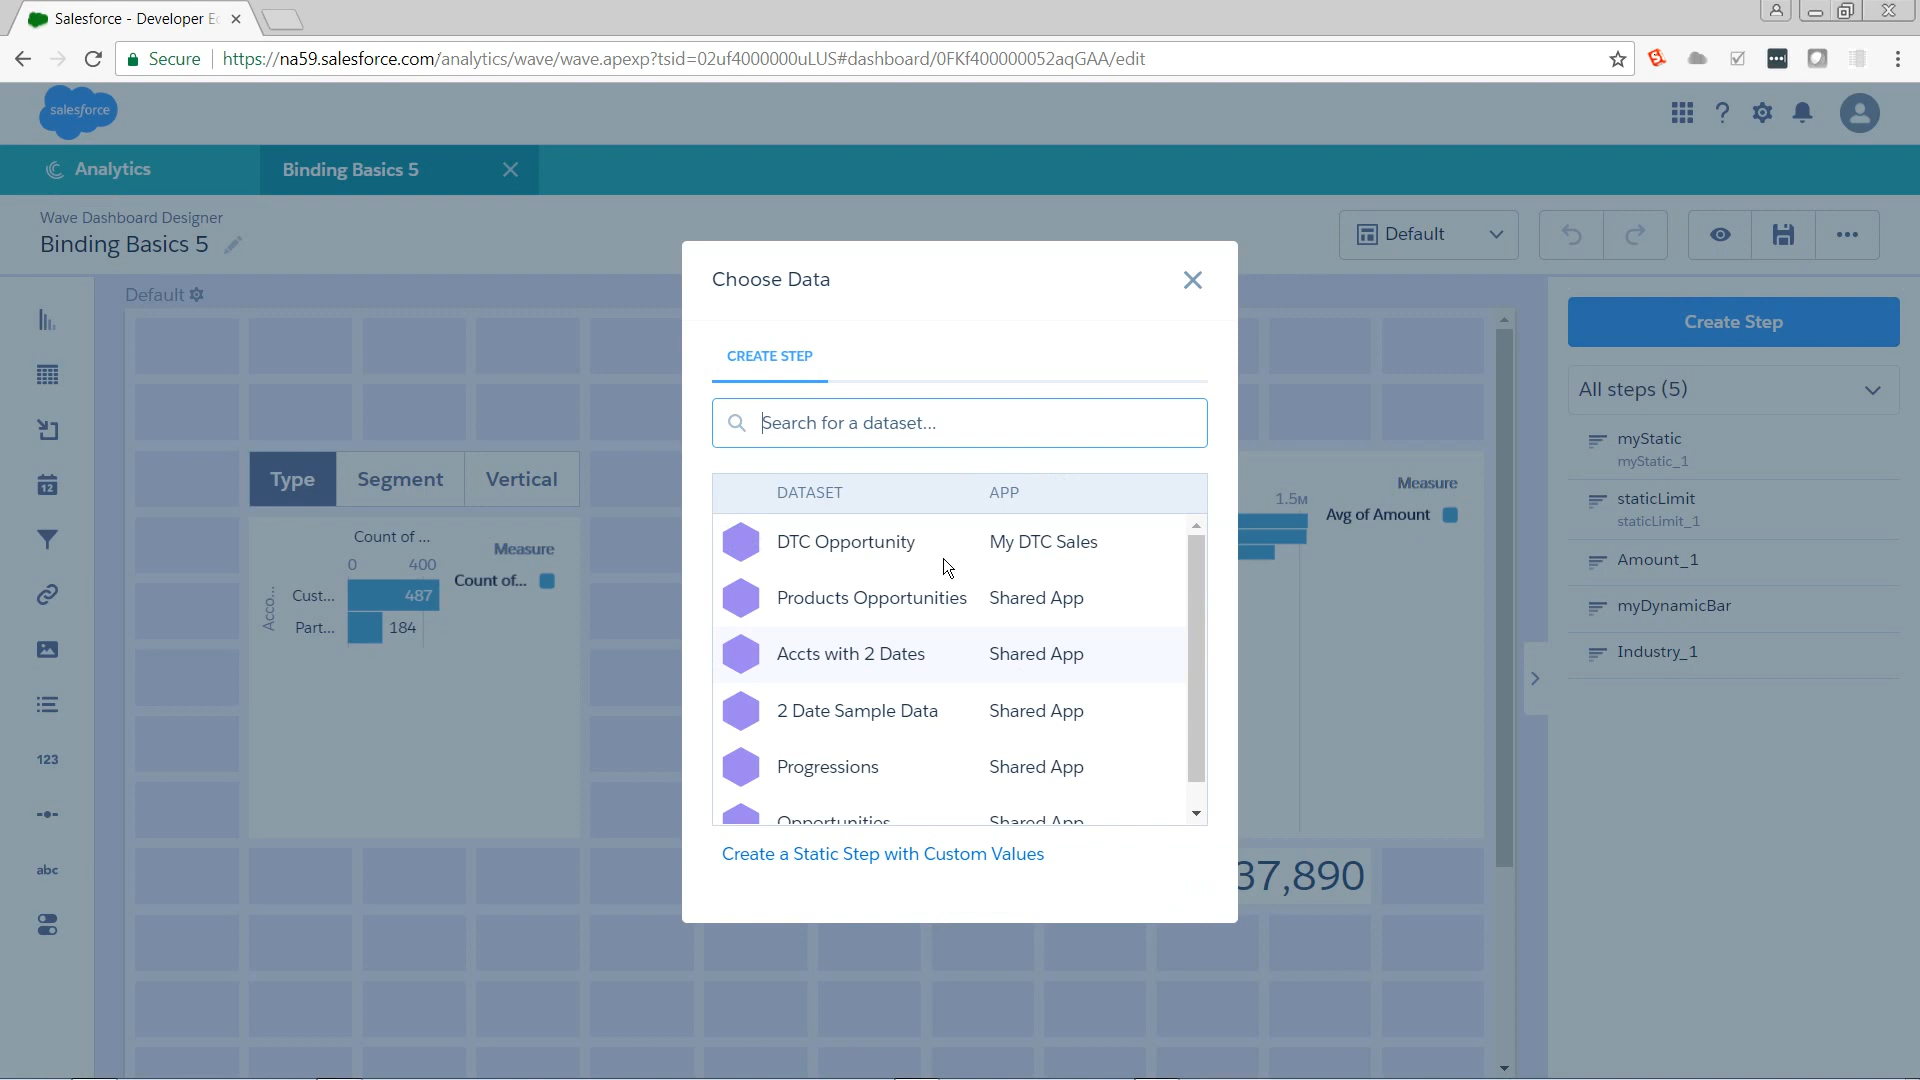 Salesforce - Developer E
Secure
https://na59.salesforce.com/analytics/wave/wave.apexp?tsid=02uf4000000uLUS#dashboard/0FKf400000052aqGAA/edit
salesforce
Analytics
Binding Basics 5
Wave Dashboard Designer
Binding Basics 5
Default
Default
Choose Data
CREATE STEP
Search for a dataset...
DATASET APP
DTC Opportunity My DTC Sales
Products Opportunities Shared App
Accts with 2 Dates Shared App
2 Date Sample Data Shared App
Progressions Shared App
Opportunities Shared App
Create a Static Step with Custom Values
Type Segment Vertical
Count of ...
Measure
0 400
Count of...
Acco...
Cust... 487
Part... 184
1.5M
Measure
Avg of Amount
37,890
12
123
abc
Create Step
All steps (5)
myStatic
myStatic_1
staticLimit
staticLimit_1
Amount_1
myDynamicBar
Industry_1